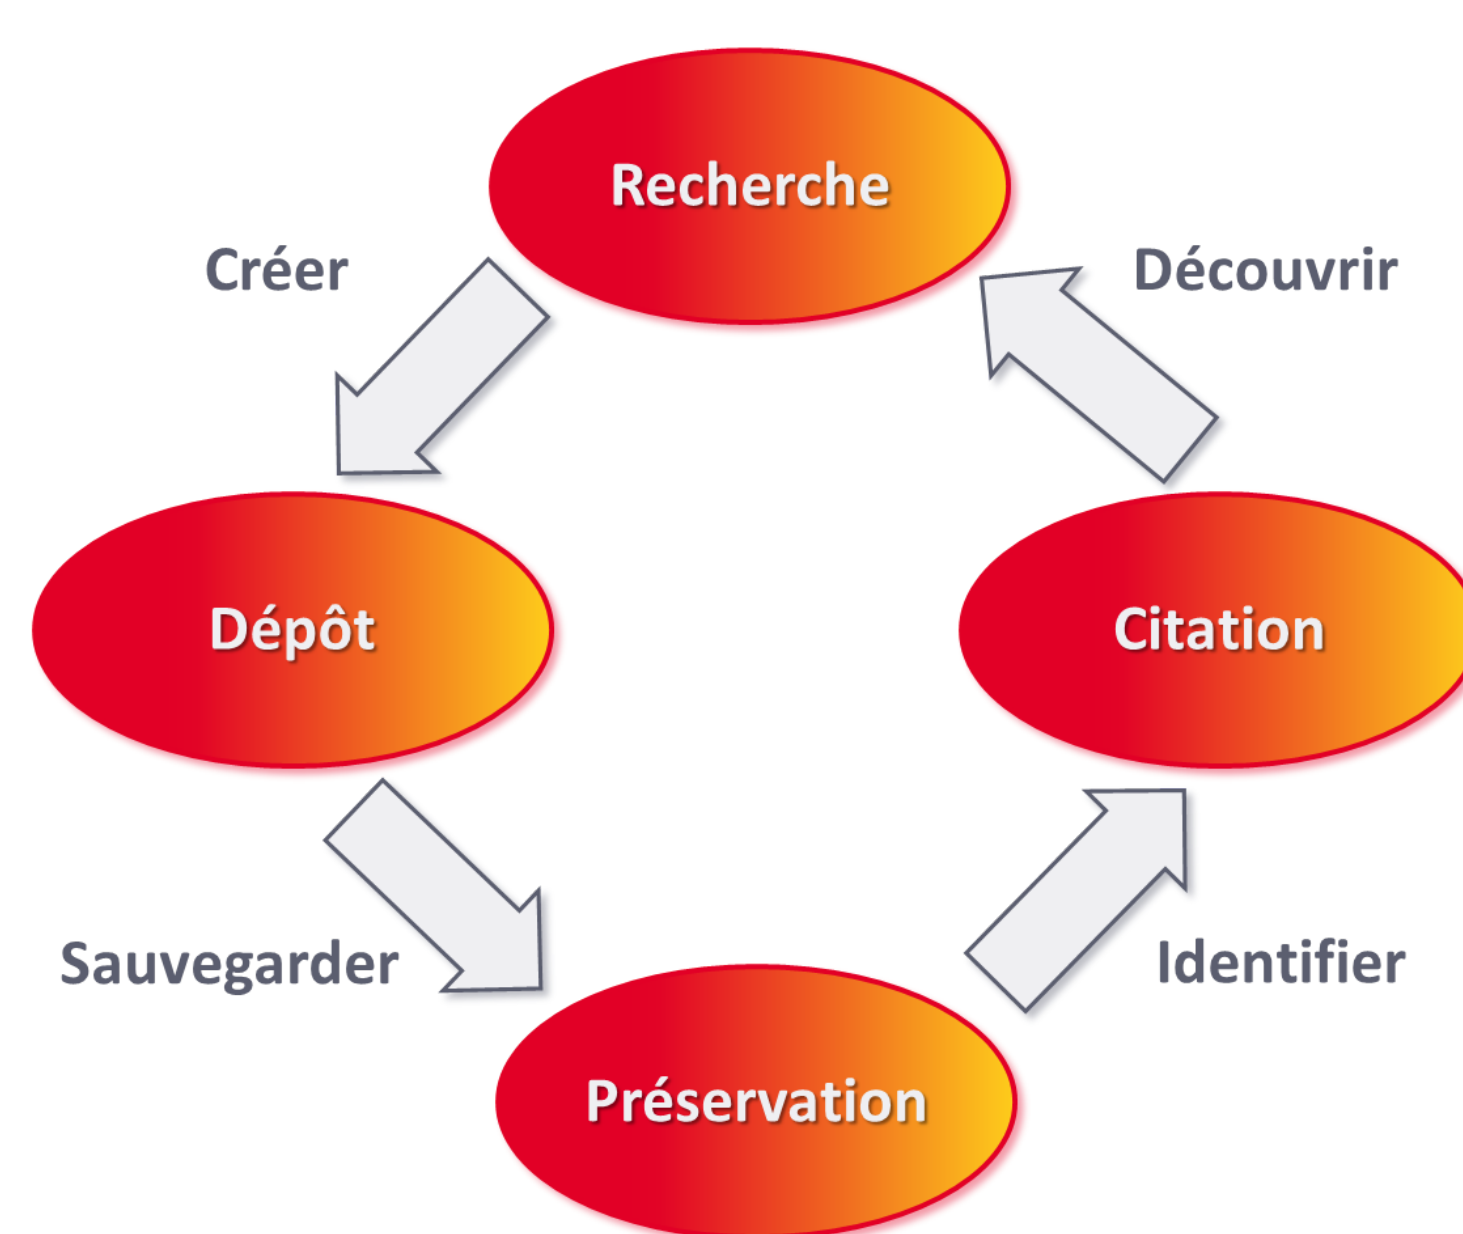 Recherche
Créer
Découvrir
Dépôt
Citation
Sauvegarder
Identifier
Préservation